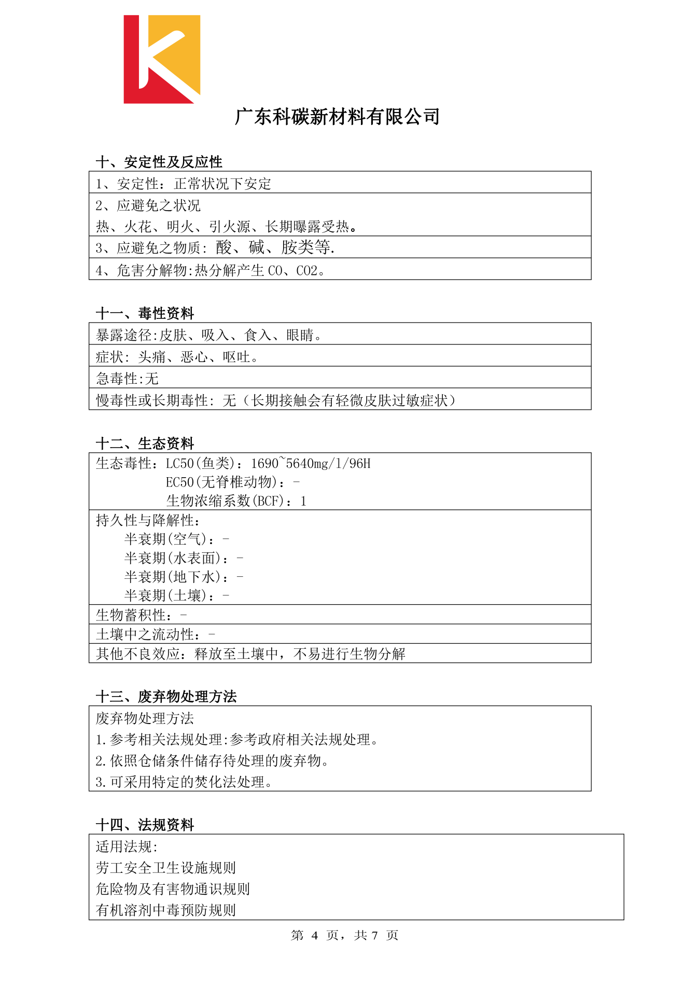 广东科碳新材料有限公司
十、安定性及反应性
1、安定性：正常状况下安定
2、应避免之状况
热、火花、明火、引火源、长期曝露受热。
3、应避免之物质: 酸、碱、胺类等.
4、危害分解物:热分解产生 CO、CO2。
十一、毒性资料
暴露途径:皮肤、吸入、食入、眼睛。
症状: 头痛、恶心、呕吐。
急毒性:无
慢毒性或长期毒性: 无（长期接触会有轻微皮肤过敏症状）
十二、生态资料
生态毒性：LC50(鱼类)：1690~5640mg/l/96H
EC50(无脊椎动物)：-
生物浓缩系数(BCF)：1
持久性与降解性：
半衰期(空气)：-
半衰期(水表面)：-
半衰期(地下水)：-
半衰期(土壤)：-
生物蓄积性：-
土壤中之流动性：-
其他不良效应：释放至土壤中，不易进行生物分解
十三、废弃物处理方法
废弃物处理方法
1.参考相关法规处理:参考政府相关法规处理。
2.依照仓储条件储存待处理的废弃物。
3.可采用特定的焚化法处理。
十四、法规资料
适用法规:
劳工安全卫生设施规则
危险物及有害物通识规则
有机溶剂中毒预防规则
第 4 页，共 7 页